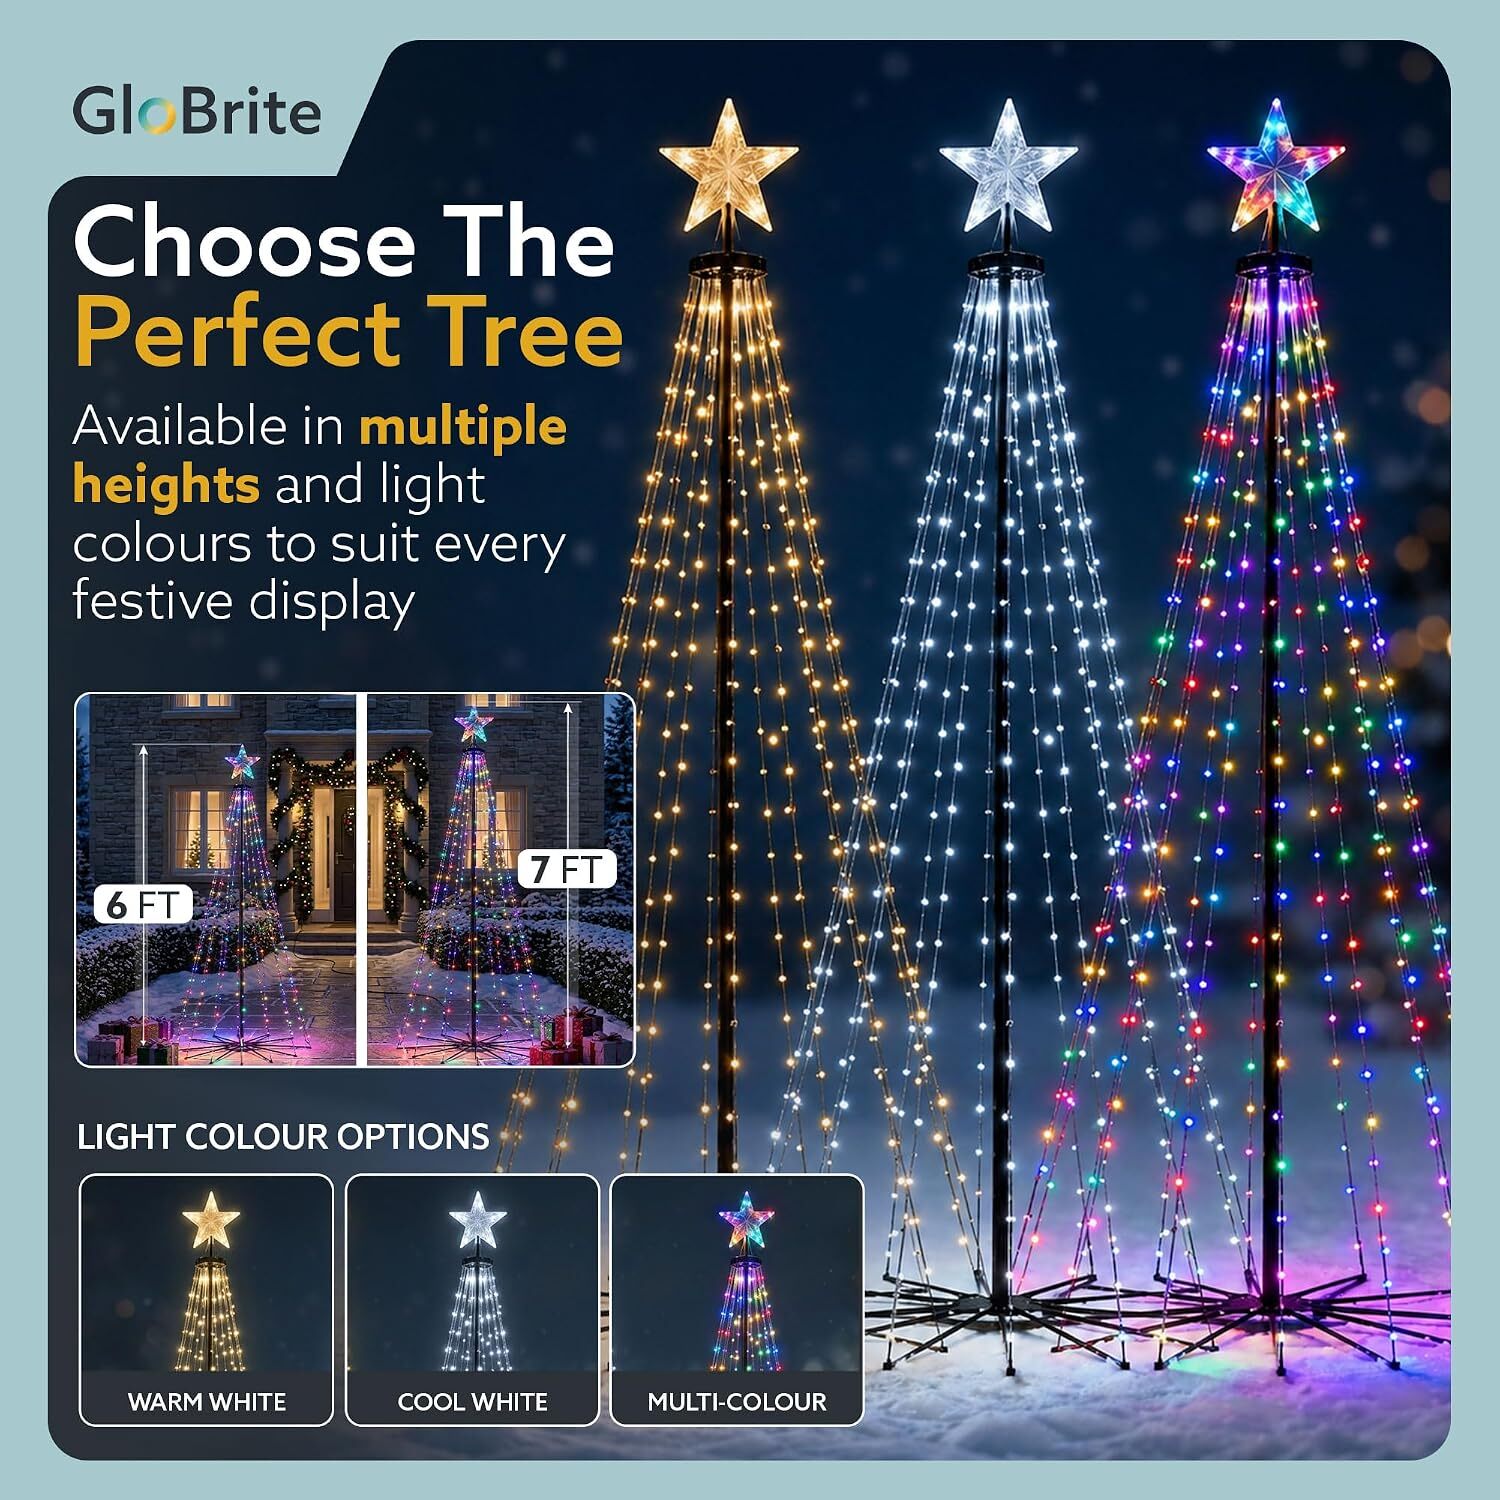 GloBrite
Choose The
Perfect Tree
Available in multiple
heights and light
colours to suit every
festive display
6 FT
7 FT
LIGHT COLOUR OPTIONS
WARM WHITE
COOL WHITE
MULTI-COLOUR